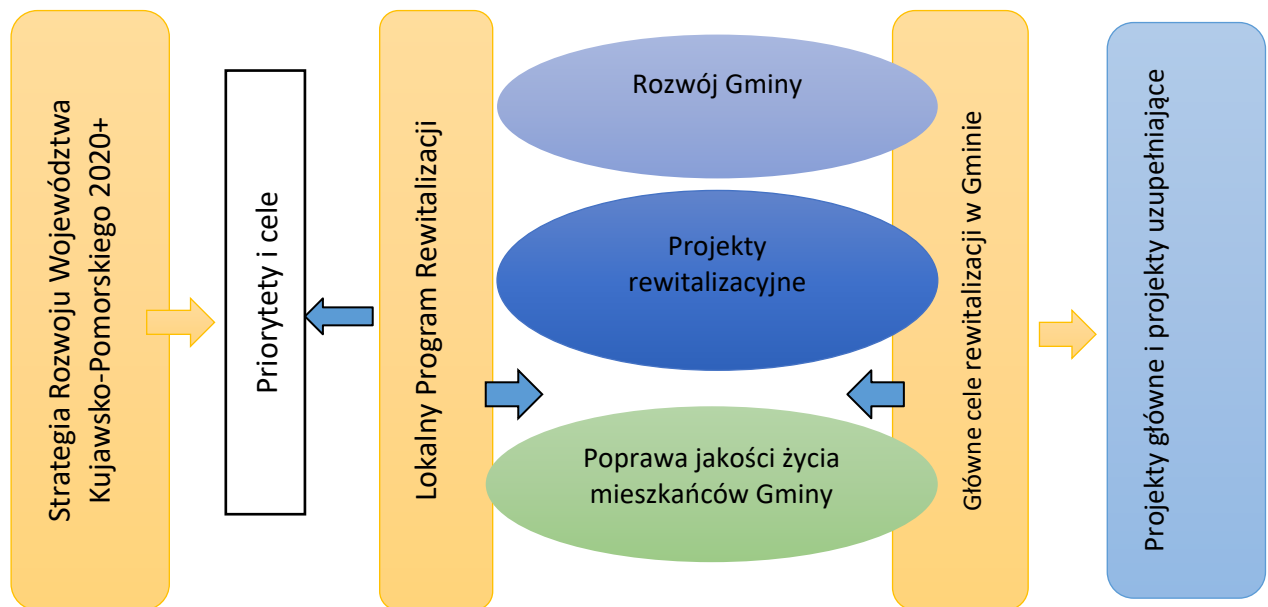 Strategia Rozwoju Województwa
Kujawsko-Pomorskiego 2020+
Priorytety i cele
Lokalny Program Rewitalizacji
Rozwój Gminy
Projekty
rewitalizacyjne
Poprawa jakości życia
mieszkańców Gminy
Główne cele rewitalizacji w Gminie
Projekty główne i projekty uzupełniające